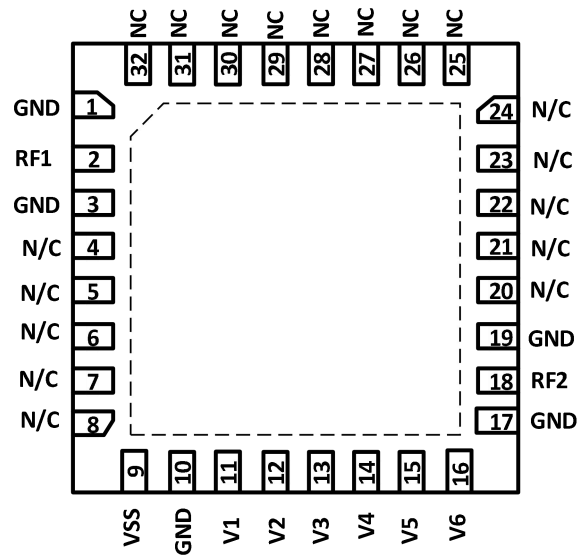 NC NC NC NC NC NC NC NC
32 31 30 29 28 27 26 25
GND 1 24 N/C
RF1 2 23 N/C
GND 3 22 N/C
N/C 4 21 N/C
N/C 5 20 N/C
N/C 6 19 GND
N/C 7 18 RF2
N/C 8 17 GND
9 10 11 12 13 14 15 16
VSS GND V1 V2 V3 V4 V5 V6